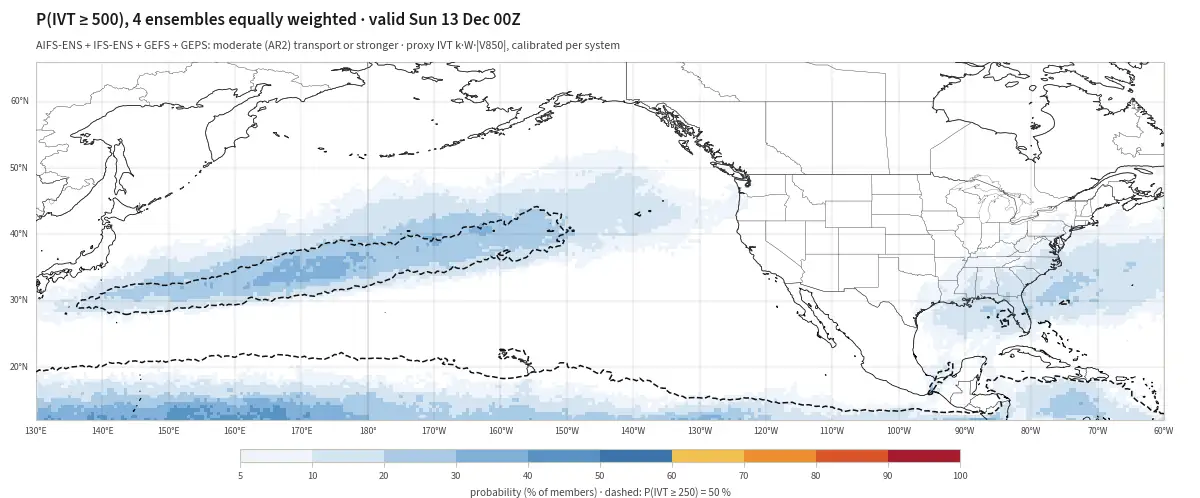 P(IVT ≥ 500), 4 ensembles equally weighted · valid Sun 13 Dec 00Z
AIFS-ENS + IFS-ENS + GEFS + GEPS: moderate (AR2) transport or stronger · proxy IVT k·W·|V850|, calibrated per system
60°N
50°N
40°N
30°N
20°N
130°E 140°E 150°E 160°E 170°E 180° 170°W 160°W 150°W 140°W 130°W 120°W 110°W 100°W 90°W 80°W 70°W 60°W
5 10 20 30 40 50 60 70 80 90 100
probability (% of members) · dashed: P(IVT ≥ 250) = 50 %